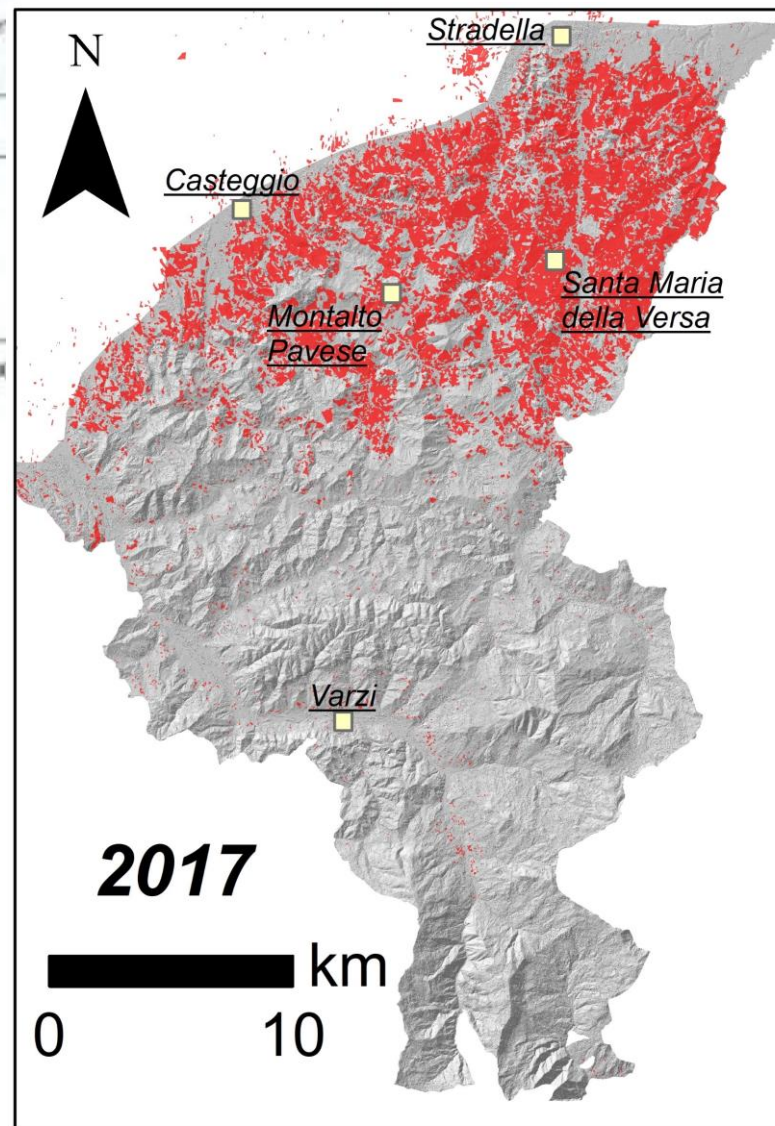 Stradella
N
Casteggio
Montalto
Pavese
Santa Maria
della Versa
Varzi
2017
km
0 10